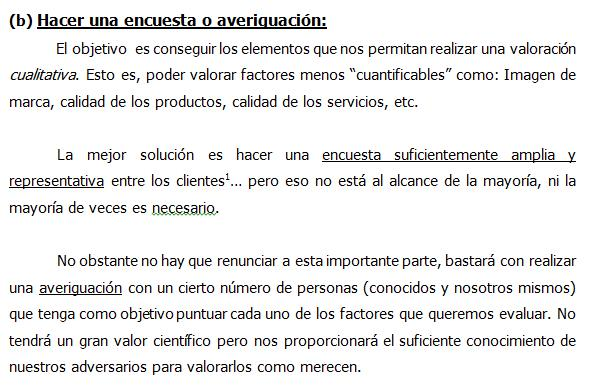 (b) Hacer una encuesta o averiguación:
El objetivo es conseguir los elementos que nos permitan realizar una valoración
cualitativa. Esto es, poder valorar factores menos “cuantificables” como: Imagen de
marca, calidad de los productos, calidad de los servicios, etc.
La mejor solución es hacer una encuesta suficientemente amplia y
representativa entre los clientes¹… pero eso no está al alcance de la mayoría, ni la
mayoría de veces es necesario.
No obstante no hay que renunciar a esta importante parte, bastará con realizar
una averiguación con un cierto número de personas (conocidos y nosotros mismos)
que tenga como objetivo puntuar cada uno de los factores que queremos evaluar. No
tendrá un gran valor científico pero nos proporcionará el suficiente conocimiento de
nuestros adversarios para valorarlos como merecen.